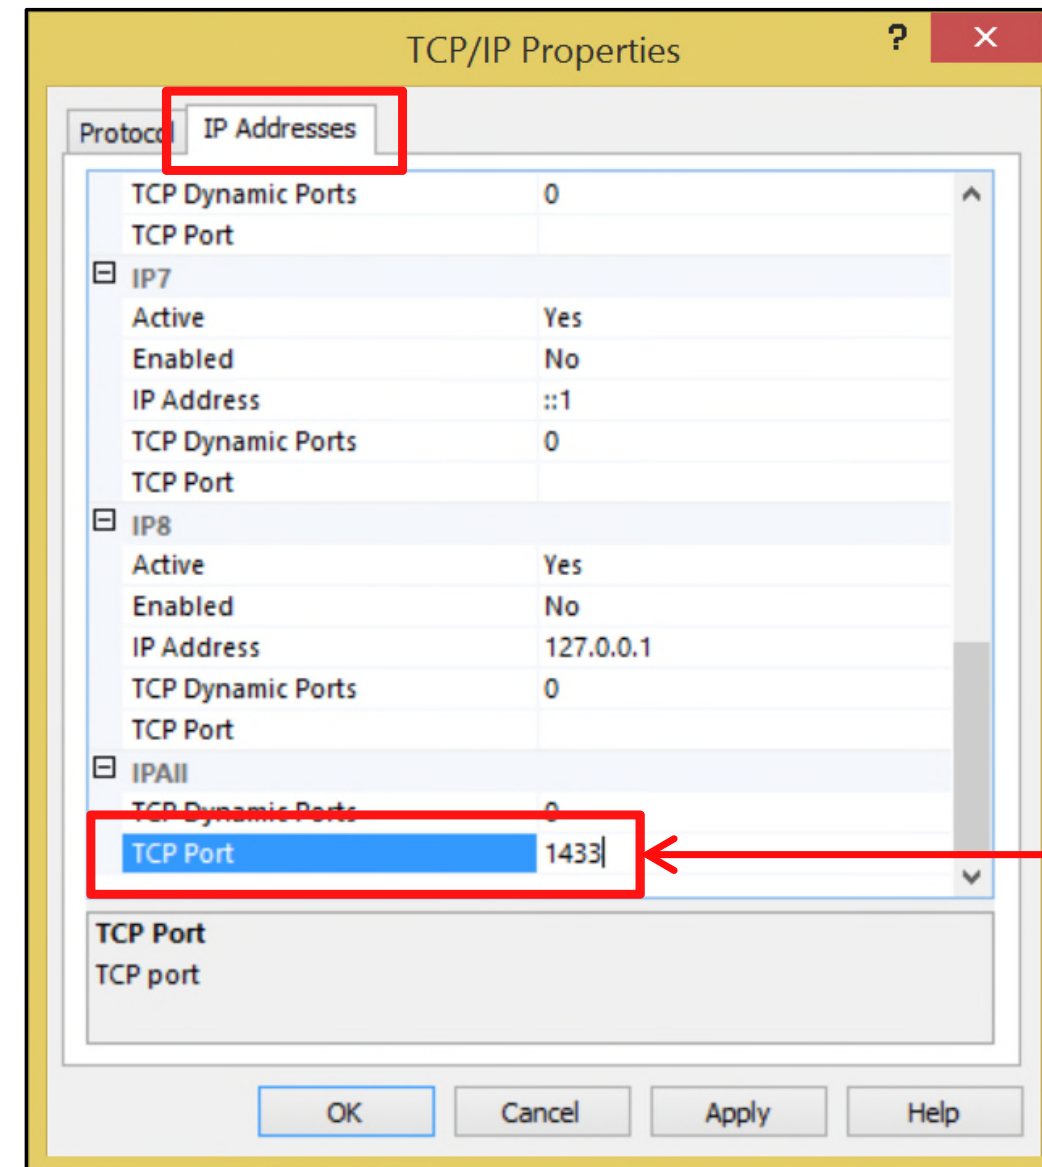 TCP/IP Properties
?
Protocol IP Addresses
TCP Dynamic Ports 0
TCP Port
IP7
Active Yes
Enabled No
IP Address ::1
TCP Dynamic Ports 0
TCP Port
IP8
Active Yes
Enabled No
IP Address 127.0.0.1
TCP Dynamic Ports 0
TCP Port
IPAll
TCP Dynamic Ports 0
TCP Port 1433
TCP Port
TCP port
OK Cancel Apply Help